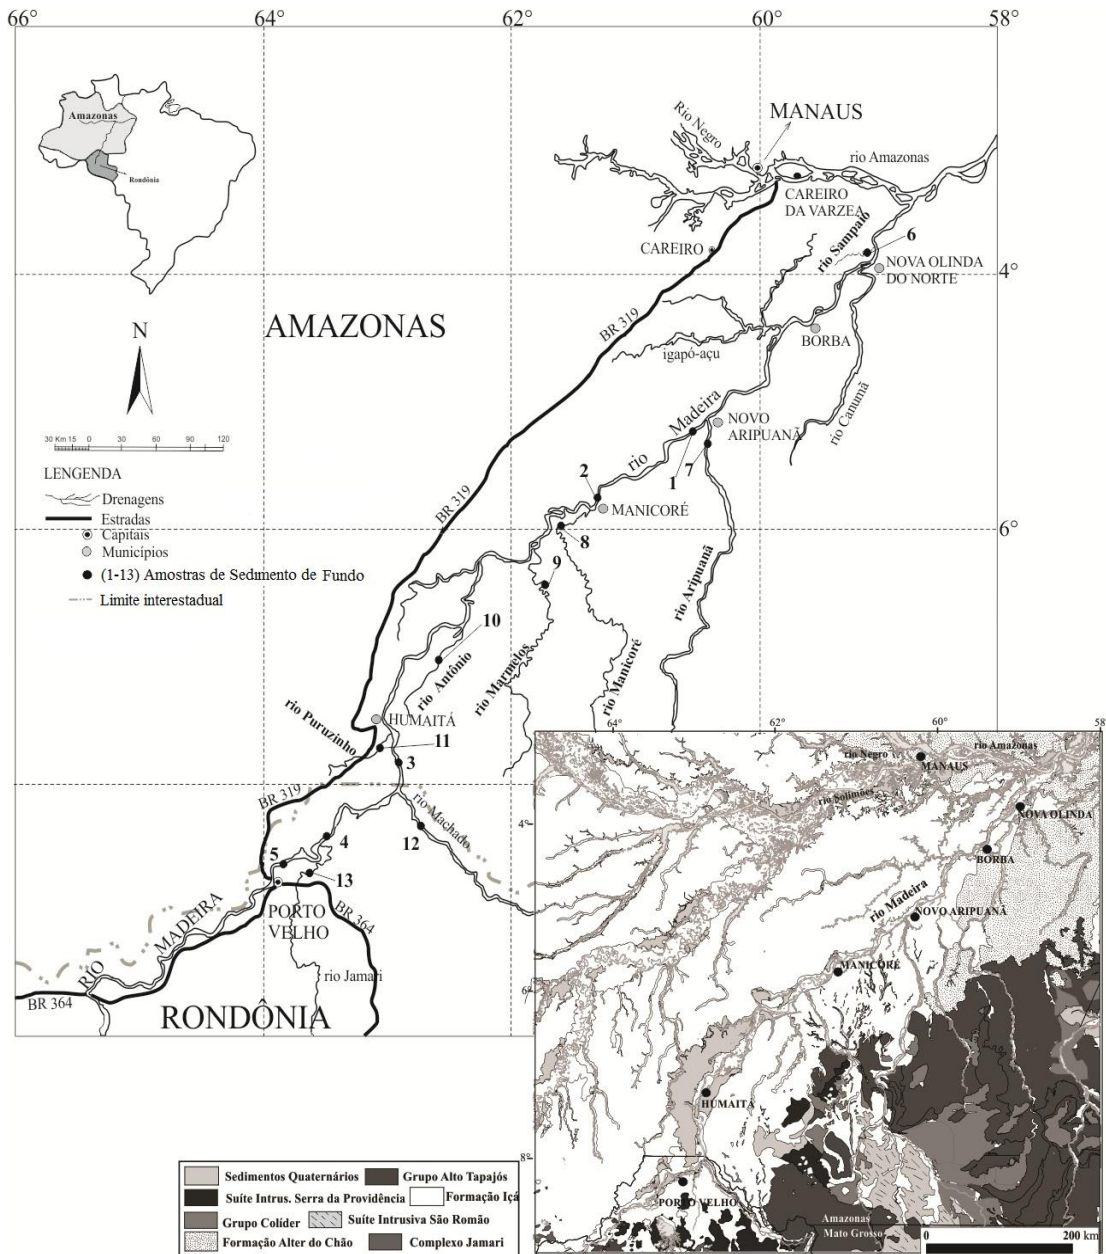 66°
64°
62°
60°
58°
Amazonas
Rondônia
Rio Negro
MANAUS
rio Amazonas
CAREIRO
DA VARZEA
rio Sampaio
6
CAREIRO
NOVA OLINDA
DO NORTE
4°
AMAZONAS
BR 319
igapó-açu
BORBA
N
rio Canumã
30 Km 15 0 30 60 90 120
rio
Madeira
NOVO
ARIPUANÃ
LENGENDA
Drenagens
Estradas
Capitais
Municípios
(1-13) Amostras de Sedimento de Fundo
Limite interestadual
1
7
2
MANICORÉ
BR 319
8
6°
9
rio Aripuanã
10
rio Antônio
rio Marmelos
rio Manicoré
rio Puruzinho
HUMAITÁ
11
3
BR 319
rio Machado
12
4
5
13
PORTO
VELHO
BR 364
RIO MADEIRA
rio Jamari
BR 364
RONDÔNIA
64°
62°
60°
58°
rio Negro
rio Amazonas
MANAUS
rio Solimões
NOVA OLINDA
4°
BORBA
rio Madeira
NOVO ARIPUANÃ
MANICORÉ
6°
HUMAITÁ
8°
PORTO VELHO
Amazonas
Mato Grosso
0 200 km
Sedimentos Quaternários
Grupo Alto Tapajós
Suíte Intrus. Serra da Providência
Formação Içá
Grupo Colíder
Suíte Intrusiva São Romão
Formação Alter do Chão
Complexo Jamari